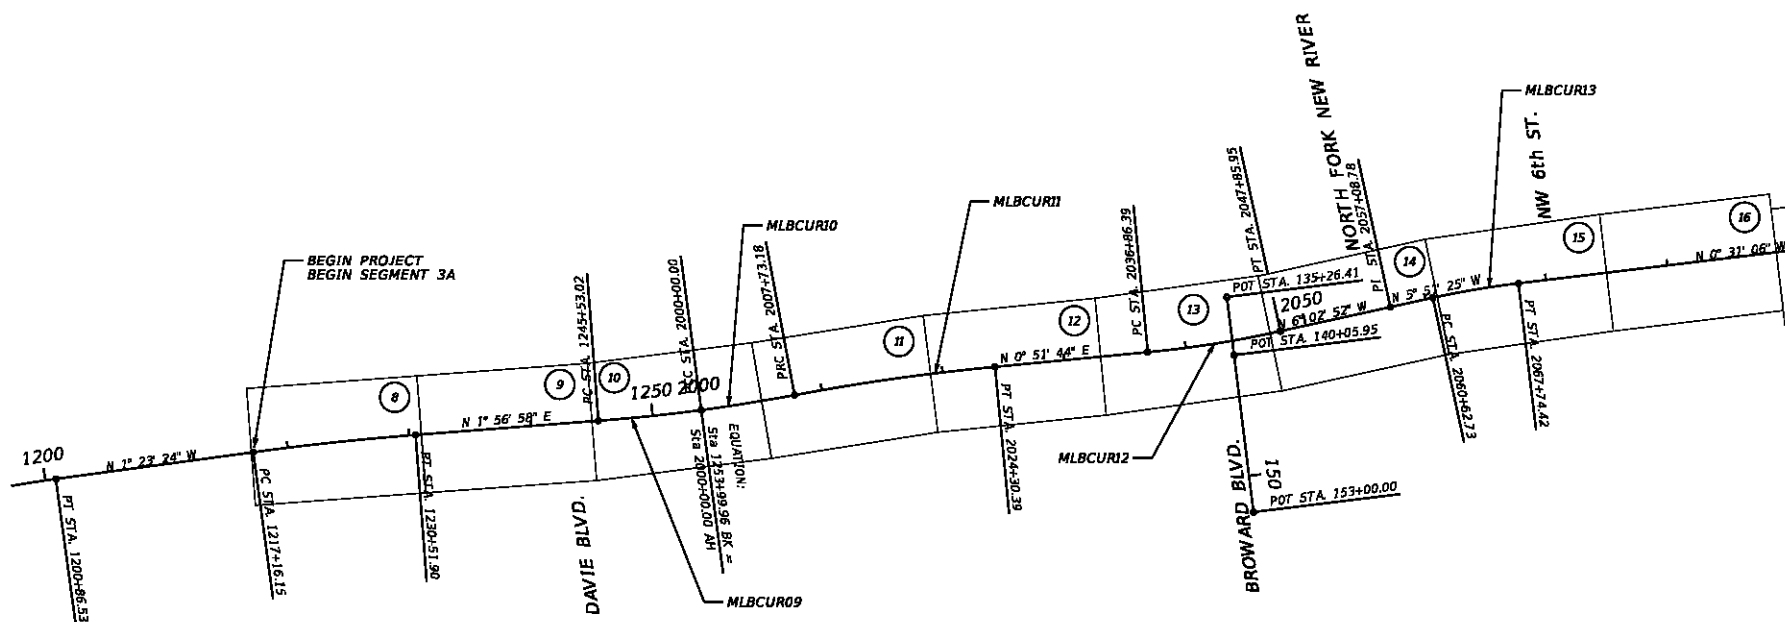 1200
PT STA. 1200+86.53
N 1° 23' 24" W
BEGIN PROJECT
BEGIN SEGMENT 3A
PC STA. 1217+16.15
8
PT STA. 1230+51.90
N 1° 56' 58" E
9
PC STA. 1245+53.02
10
DAVIE BLVD.
1250
2000
PCC STA. 2000+00.00
EQUATION:
Sta 1253+99.96 BK =
Sta 2000+00.00 AH
MLBCUR09
MLBCUR10
PRC STA. 2007+73.18
11
MLBCUR11
PT STA. 2024+30.39
N 0° 51' 44" E
12
PC STA. 2036+86.39
13
MLBCUR12
POT STA. 135+26.41
PT STA. 2047+85.95
2050
N 6° 02' 52" W
POT STA. 140+05.95
BROWARD BLVD.
150
POT STA. 153+00.00
NORTH FORK NEW RIVER
PI STA. 2057+08.78
14
N 5° 51' 25" W
PC STA. 2060+62.73
MLBCUR13
NW 6th ST.
PT STA. 2067+74.42
15
16
N 0° 31' 06" W